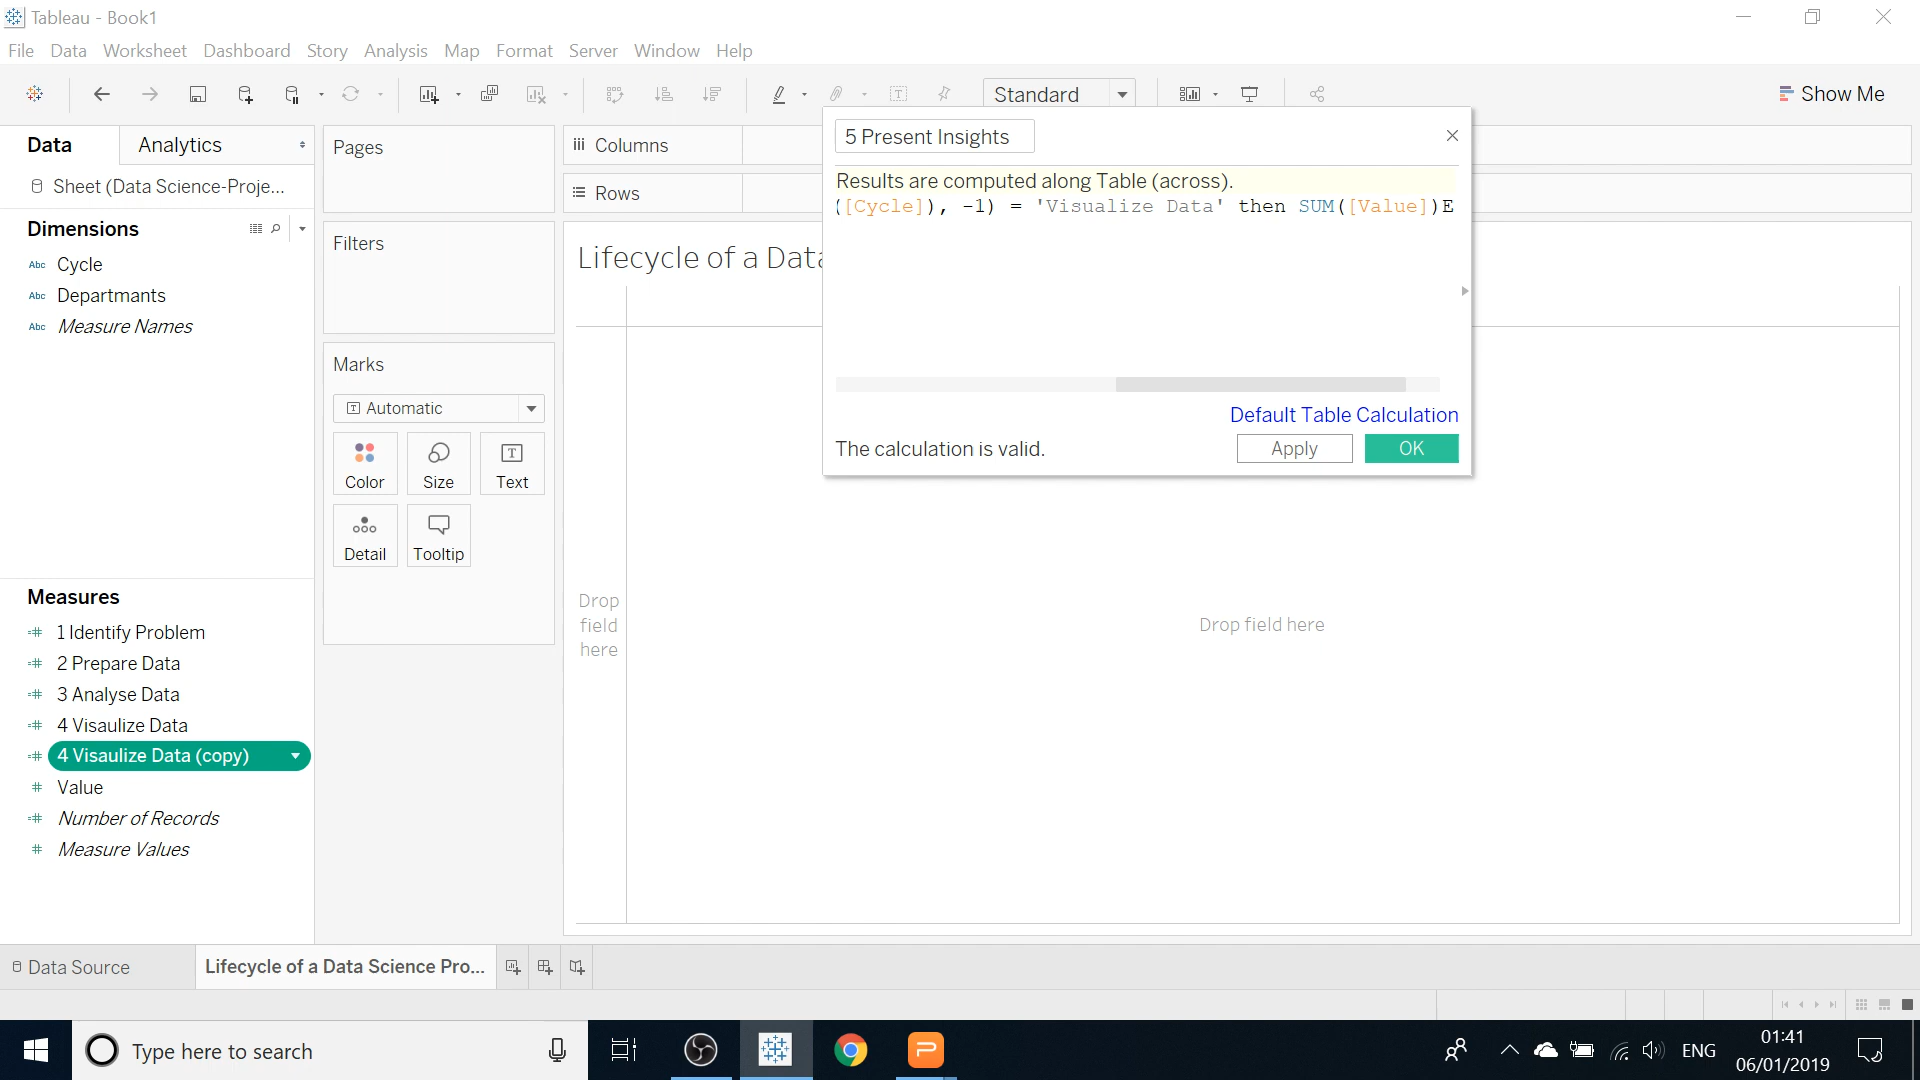 Tableau - Book1
File Data Worksheet Dashboard Story Analysis Map Format Server Window Help
Standard
Show Me
Data
Analytics
Sheet (Data Science-Proje...
Dimensions
Abc Cycle
Abc Departmants
Abc Measure Names
Measures
1 Identify Problem
2 Prepare Data
3 Analyse Data
4 Visaulize Data
4 Visaulize Data (copy)
Value
Number of Records
Measure Values
Pages
Filters
Marks
Automatic
Color
Size
Text
Detail
Tooltip
Columns
Rows
Lifecycle of a Data
Drop
field
here
Drop field here
5 Present Insights
Results are computed along Table (across).
([Cycle]), -1) = 'Visualize Data' then SUM([Value])E
Default Table Calculation
The calculation is valid.
Apply
OK
Data Source
Lifecycle of a Data Science Pro...
Type here to search
ENG
01:41
06/01/2019